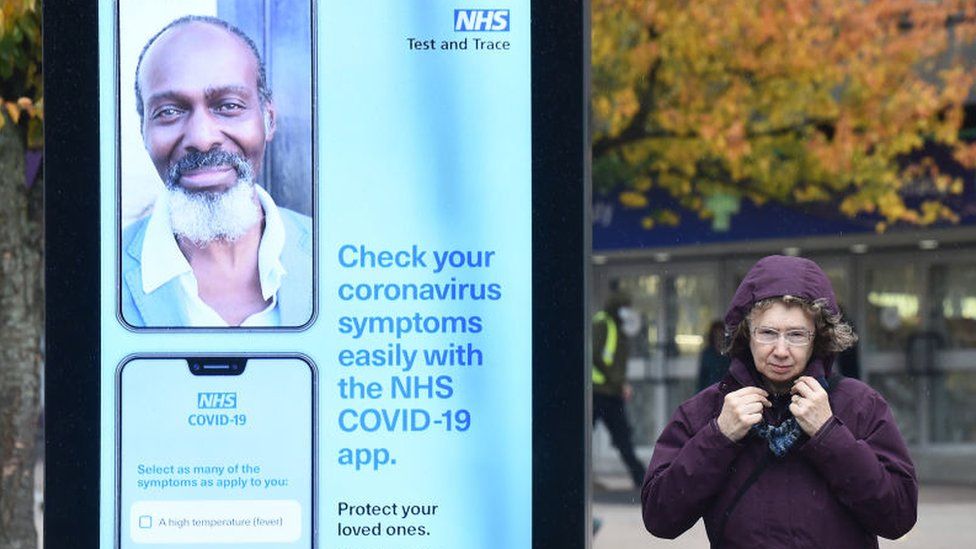 NHS
Test and Trace
Check your
coronavirus
symptoms
easily with
the NHS
COVID-19
app.
Protect your
loved ones.
NHS
COVID-19
Select as many of the
symptoms as apply to you:
A high temperature (fever)